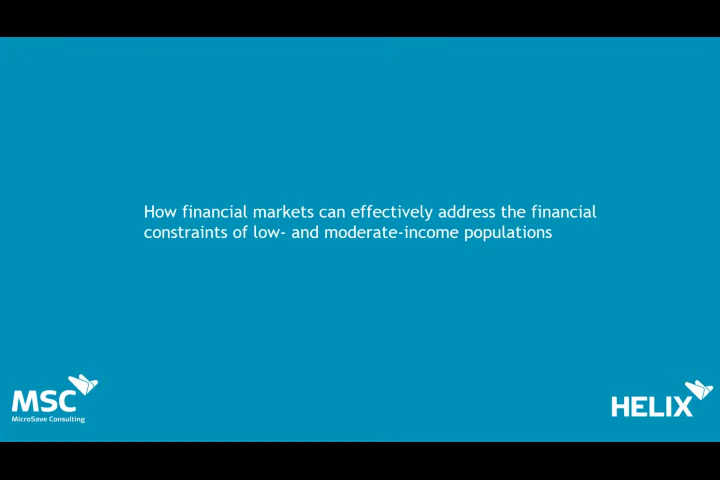 How financial markets can effectively address the financial
constraints of low- and moderate-income populations
MSC
MicroSave Consulting
HELIX